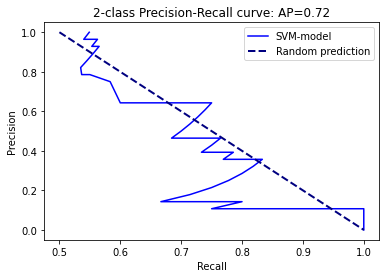 2-class Precision-Recall curve: AP=0.72
SVM-model
Random prediction
Precision
1.0
0.8
0.6
0.4
0.2
0.0
0.5 0.6 0.7 0.8 0.9 1.0
Recall